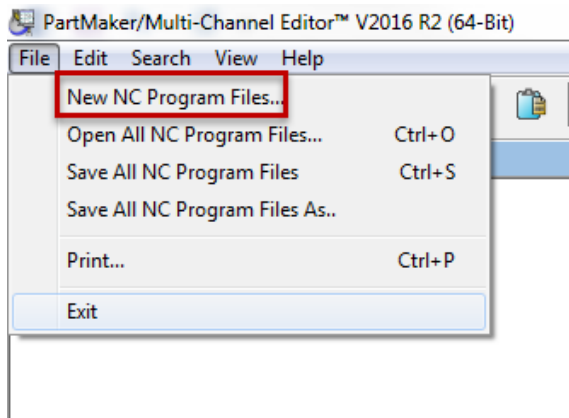 PartMaker/Multi-Channel Editor™ V2016 R2 (64-Bit)
File Edit Search View Help
New NC Program Files...
Open All NC Program Files... Ctrl+O
Save All NC Program Files Ctrl+S
Save All NC Program Files As..
Print... Ctrl+P
Exit